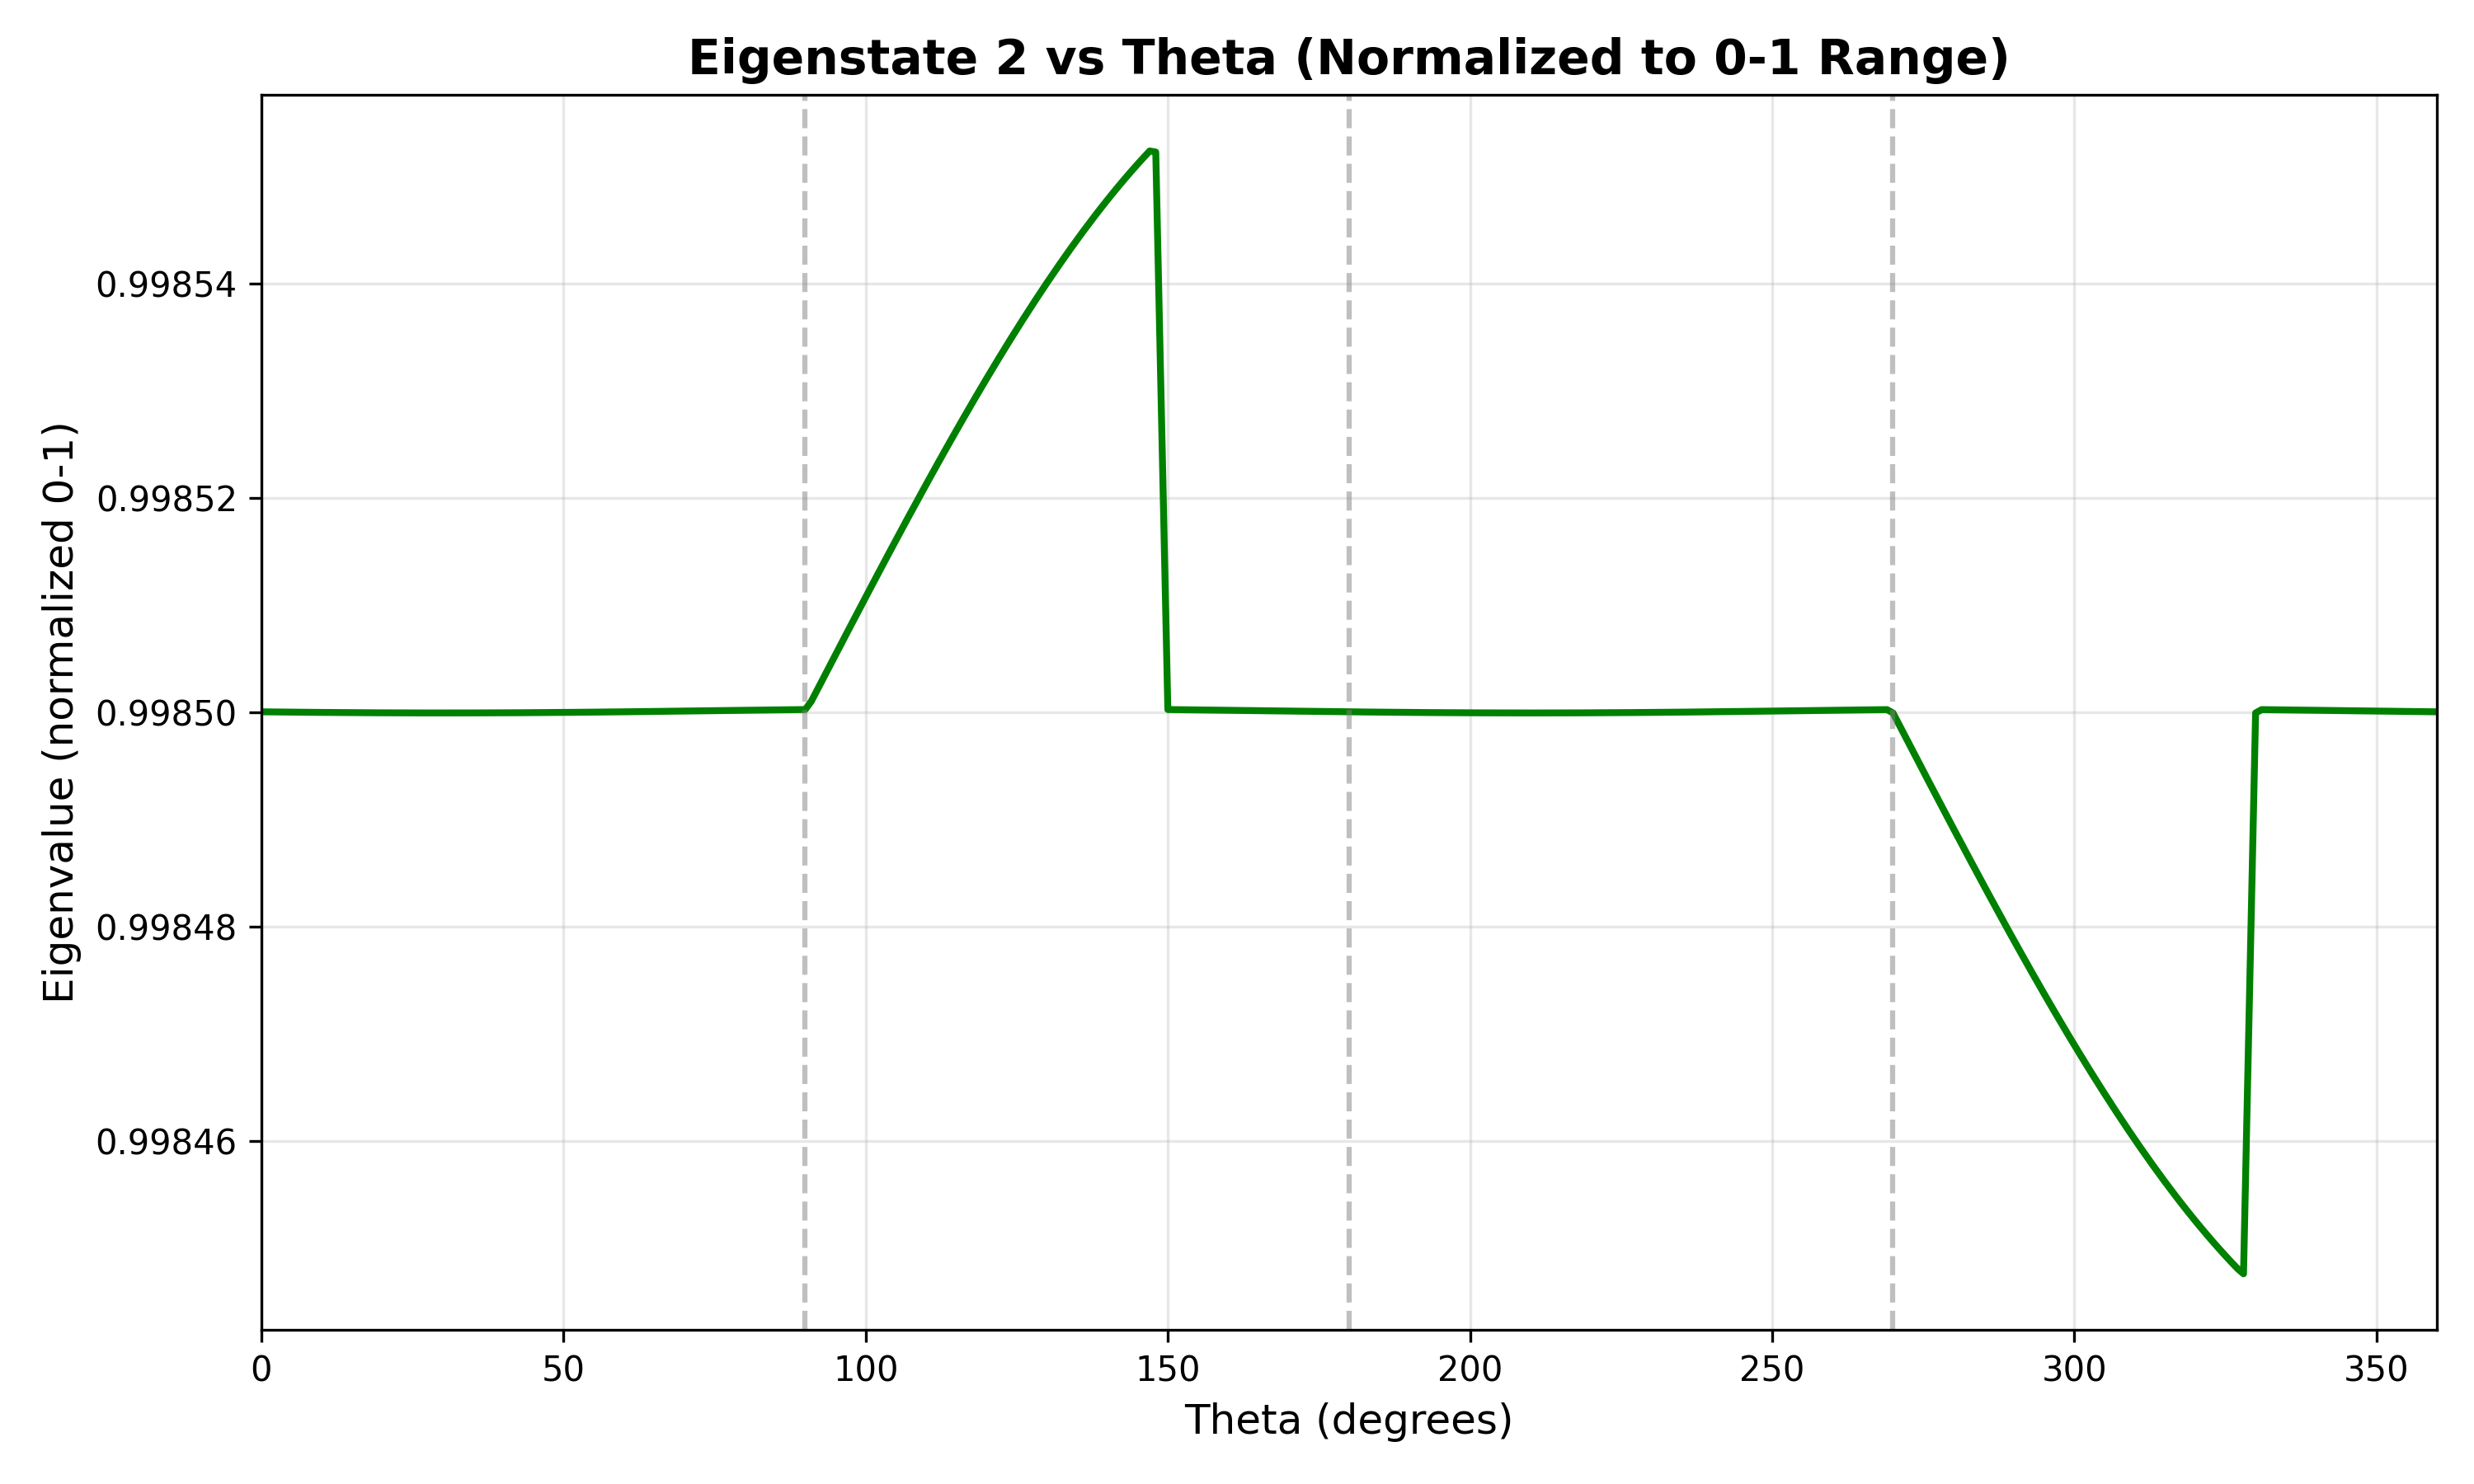 Eigenstate 2 vs Theta (Normalized to 0-1 Range)
Eigenvalue (normalized 0-1)
0.99854
0.99852
0.99850
0.99848
0.99846
0 50 100 150 200 250 300 350
Theta (degrees)